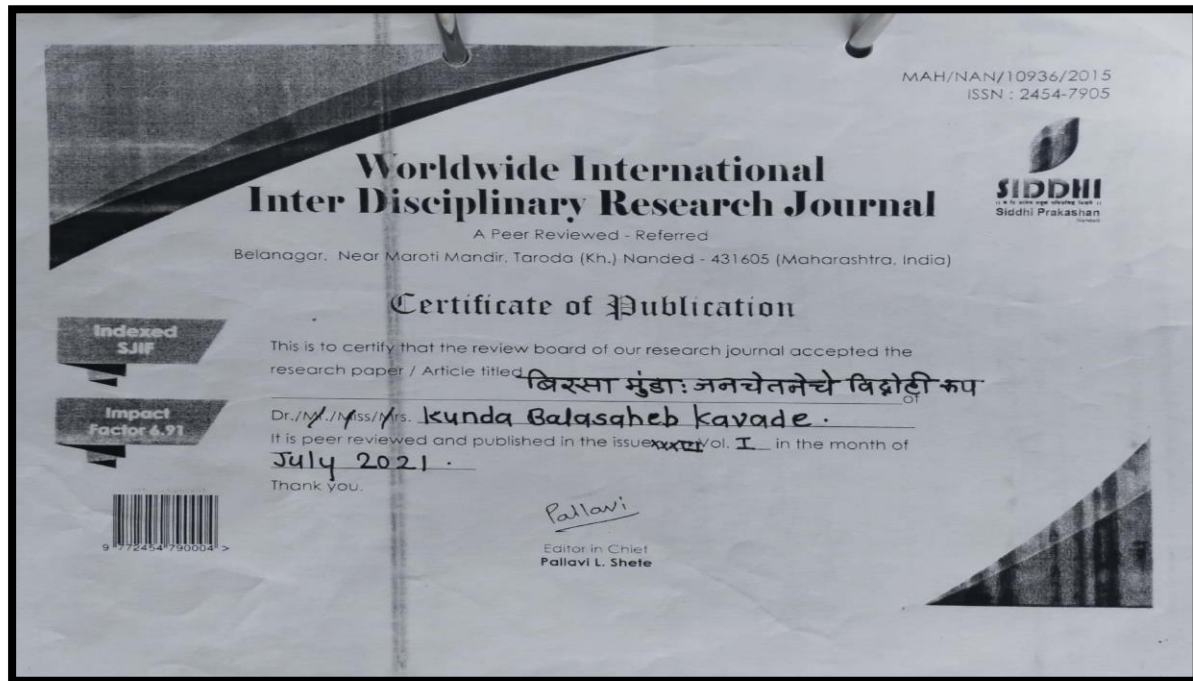 MAH/NAN/10936/2015
ISSN : 2454-7905
Worldwide International
Inter Disciplinary Research Journal
SIDDHI
Siddhi Prakashan
A Peer Reviewed - Referred
Belanagar, Near Maroti Mandir, Taroda (Kh.) Nanded - 431605 (Maharashtra, India)
Certificate of Publication
Indexed
SJIF
This is to certify that the review board of our research journal accepted the
research paper / Article titled बिरसा मुंडा: जनचेतनेचे विद्रोही रूप
of
Dr./Mr./Miss/Mrs. Kunda Balasaheb Kavade.
Impact
Factor 6.91
It is peer reviewed and published in the issue Vol. I in the month of
July 2021.
Thank you.
9 772454 790004 >
Pallavi
Editor in Chief
Pallavi L. Shete